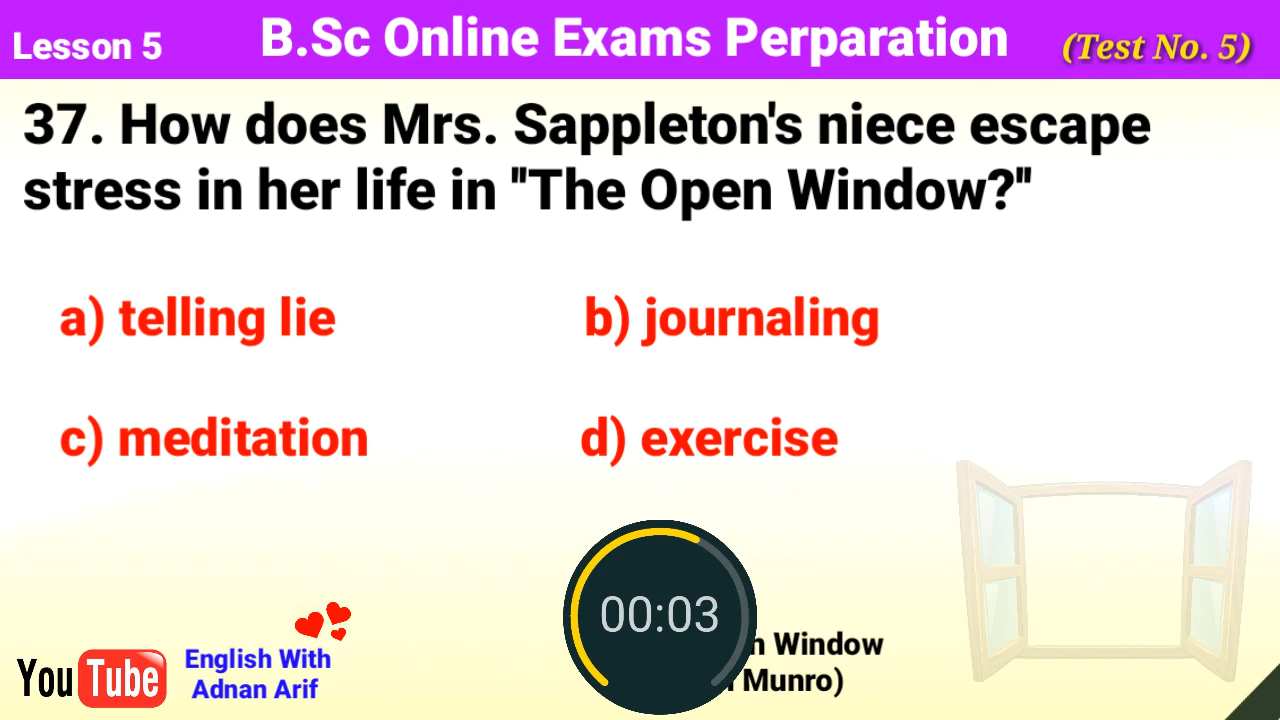 Lesson 5
B.Sc Online Exams Perparation
(Test No. 5)
37. How does Mrs. Sappleton's niece escape
stress in her life in "The Open Window?"
a) telling lie
b) journaling
c) meditation
d) exercise
00:03
Window
Munro)
YouTube
English With
Adnan Arif